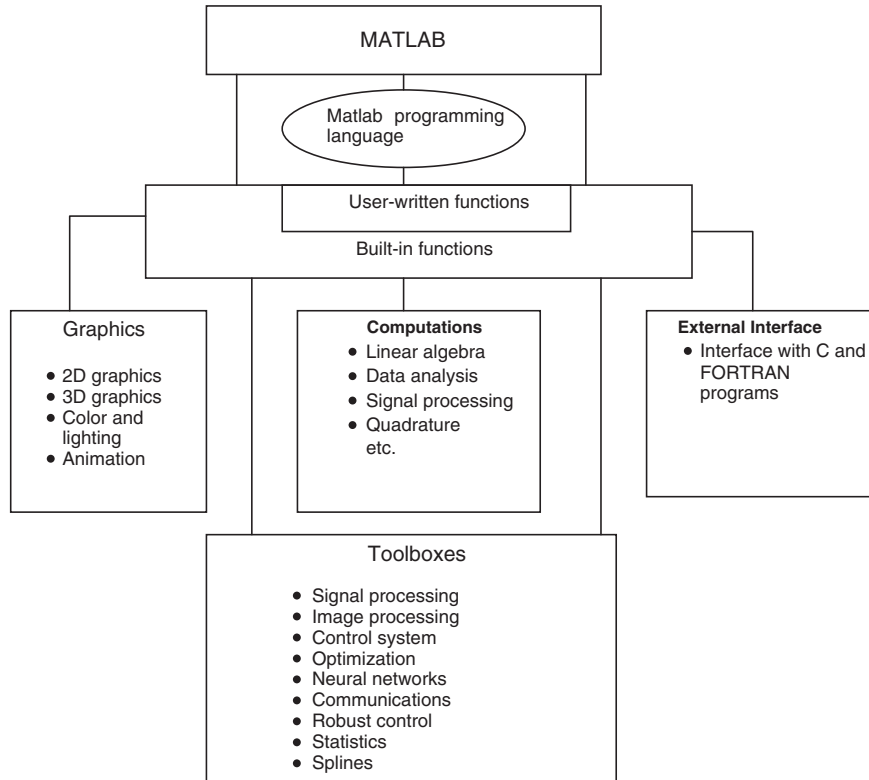 MATLAB
Matlab programming
language
User-written functions
Built-in functions
Graphics
● 2D graphics
● 3D graphics
● Color and
lighting
● Animation
Computations
● Linear algebra
● Data analysis
● Signal processing
● Quadrature
etc.
External Interface
● Interface with C and
FORTRAN
programs
Toolboxes
● Signal processing
● Image processing
● Control system
● Optimization
● Neural networks
● Communications
● Robust control
● Statistics
● Splines